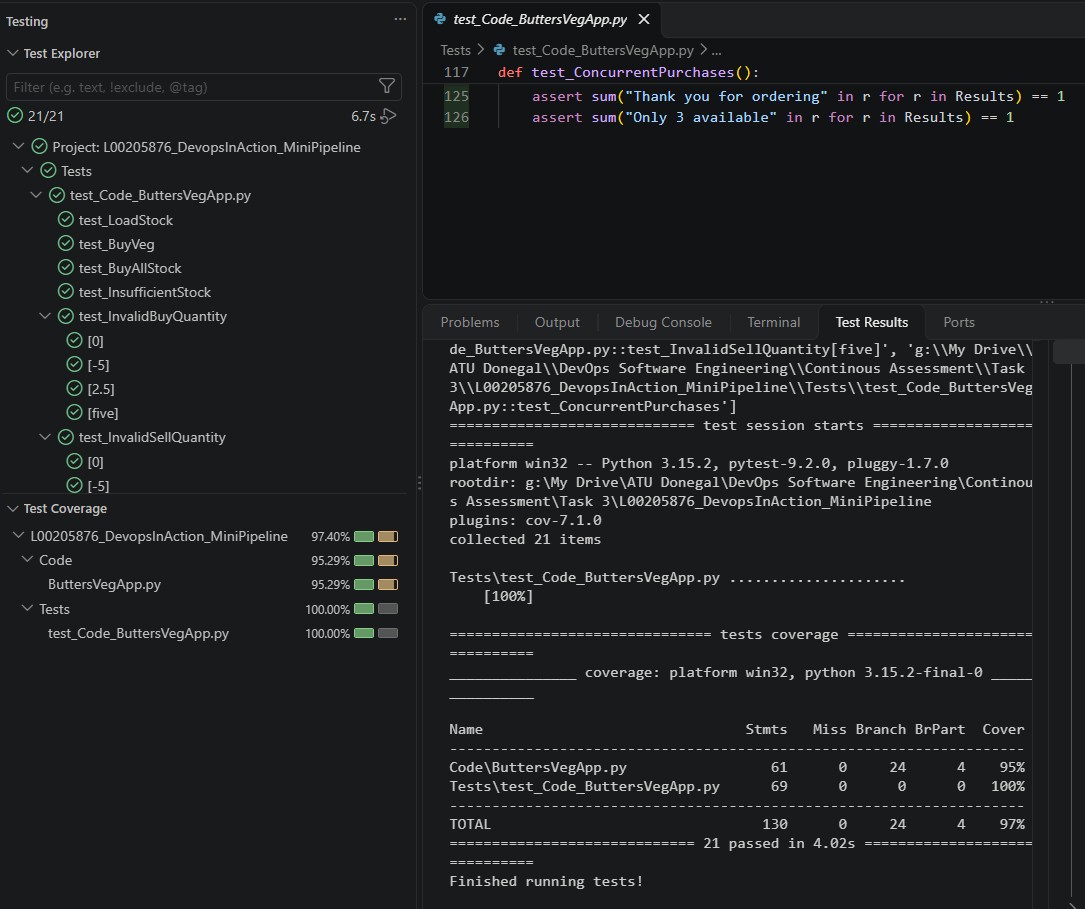 Testing
...
Test Explorer
Filter (e.g. text, !exclude, @tag)
21/21
6.7s
Project: L00205876_DevopsInAction_MiniPipeline
Tests
test_Code_ButtersVegApp.py
test_LoadStock
test_BuyVeg
test_BuyAllStock
test_InsufficientStock
test_InvalidBuyQuantity
[0]
[-5]
[2.5]
[five]
test_InvalidSellQuantity
[0]
[-5]
Test Coverage
L00205876_DevopsInAction_MiniPipeline 97.40%
Code 95.29%
ButtersVegApp.py 95.29%
Tests 100.00%
test_Code_ButtersVegApp.py 100.00%
test_Code_ButtersVegApp.py
Tests > test_Code_ButtersVegApp.py > ...
117 def test_ConcurrentPurchases():
125 assert sum("Thank you for ordering" in r for r in Results) == 1
126 assert sum("Only 3 available" in r for r in Results) == 1
Problems Output Debug Console Terminal Test Results Ports
de_ButtersVegApp.py::test_InvalidSellQuantity[five]', 'g:\\My Drive\\
ATU Donegal\\DevOps Software Engineering\\Continous Assessment\\Task
3\\L00205876_DevopsInAction_MiniPipeline\\Tests\\test_Code_ButtersVeg
App.py::test_ConcurrentPurchases']
============================= test session starts ===================
==========
platform win32 -- Python 3.15.2, pytest-9.2.0, pluggy-1.7.0
rootdir: g:\My Drive\ATU Donegal\DevOps Software Engineering\Continou
s Assessment\Task 3\L00205876_DevopsInAction_MiniPipeline
plugins: cov-7.1.0
collected 21 items
Tests\test_Code_ButtersVegApp.py .....................
[100%]
=============================== tests coverage ======================
==========
_______________ coverage: platform win32, python 3.15.2-final-0 _____
__________
Name Stmts Miss Branch BrPart Cover
--------------------------------------------------------------------
Code\ButtersVegApp.py 61 0 24 4 95%
Tests\test_Code_ButtersVegApp.py 69 0 0 0 100%
--------------------------------------------------------------------
TOTAL 130 0 24 4 97%
============================= 21 passed in 4.02s ====================
==========
Finished running tests!